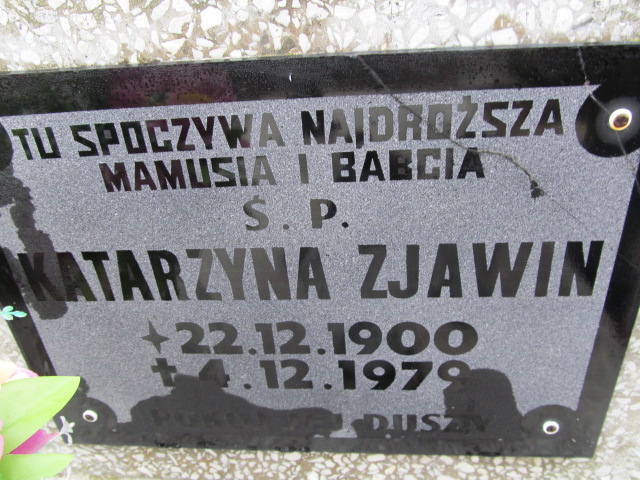 TU SPOCZYWA NAJDROŻSZA
MAMUSIA I BABCIA
Ś. P.
KATARZYNA ZJAWIN
22.12.1900
✝ 4.12.1979
DUSZY